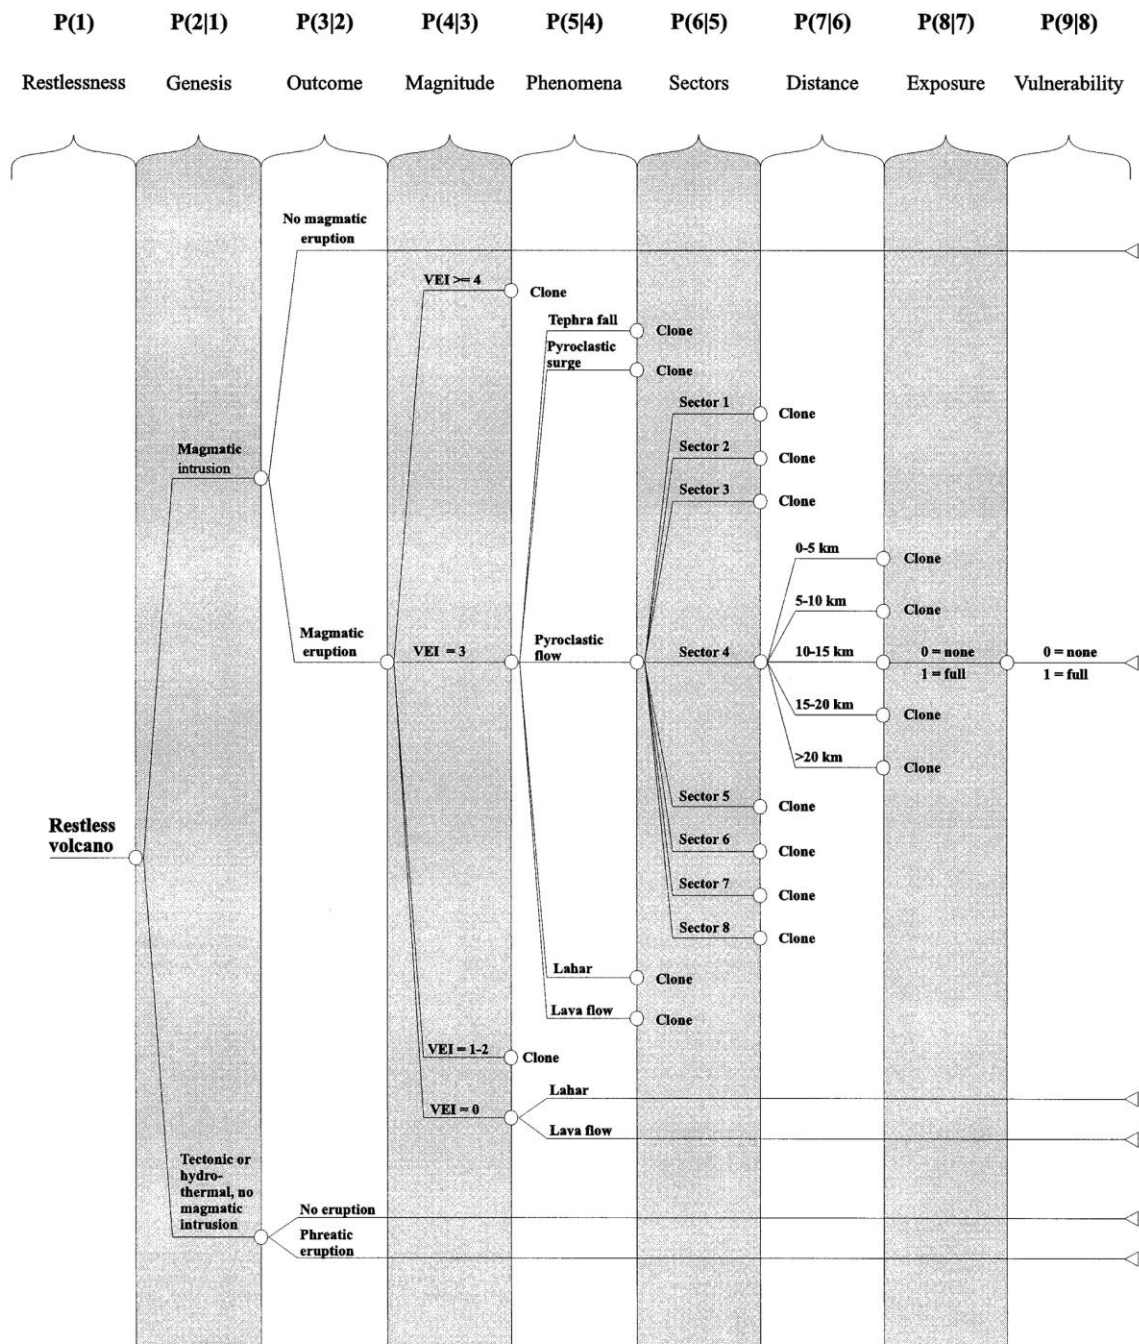 P(1) P(2|1) P(3|2) P(4|3) P(5|4) P(6|5) P(7|6) P(8|7) P(9|8)
Restlessness Genesis Outcome Magnitude Phenomena Sectors Distance Exposure Vulnerability
No magmatic
eruption
VEI >= 4
Clone
Tephra fall
Clone
Pyroclastic
surge
Clone
Sector 1
Clone
Sector 2
Clone
Sector 3
Clone
Magmatic
intrusion
0-5 km
Clone
5-10 km
Clone
Magmatic
eruption
VEI = 3
Pyroclastic
flow
Sector 4
10-15 km
0 = none
1 = full
0 = none
1 = full
15-20 km
Clone
>20 km
Clone
Sector 5
Clone
Restless
volcano
Sector 6
Clone
Sector 7
Clone
Sector 8
Clone
Lahar
Clone
Lava flow
Clone
VEI = 1-2
Clone
VEI = 0
Lahar
Lava flow
Tectonic or
hydro-
thermal, no
magmatic
intrusion
No eruption
Phreatic
eruption